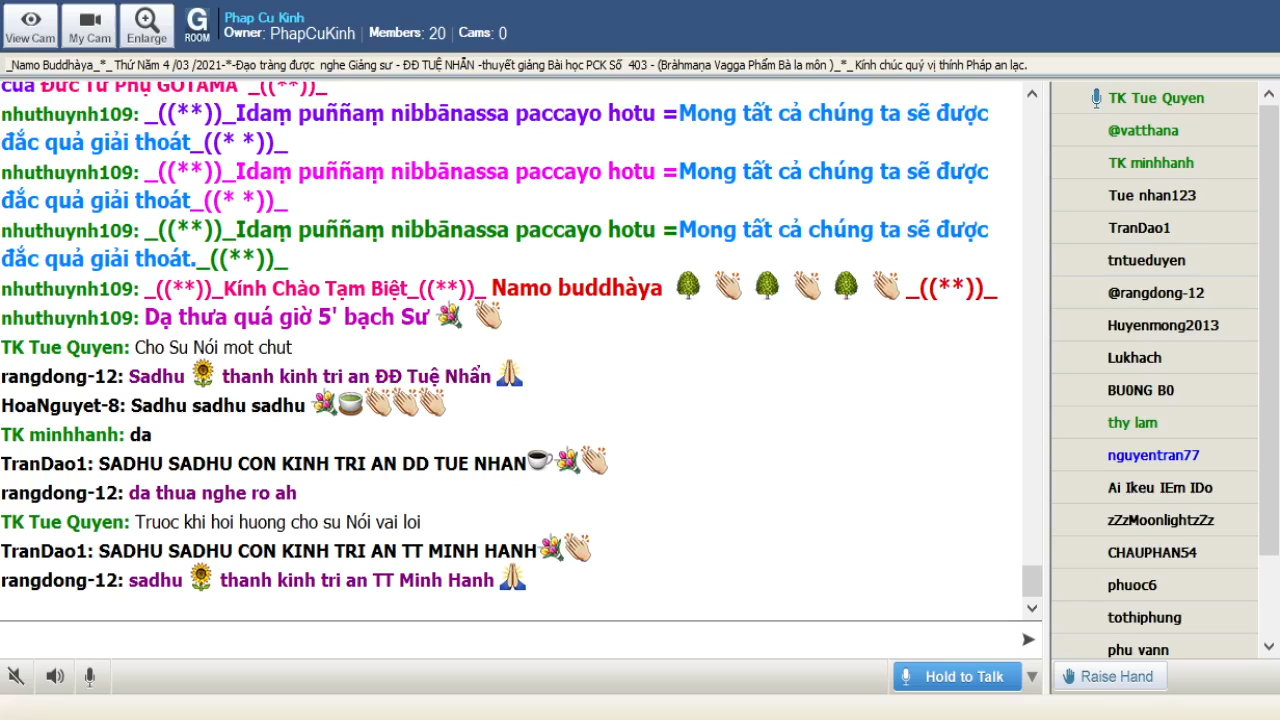 View Cam
My Cam
Enlarge
G
ROOM
Phap Cu Kinh
Owner: PhapCuKinh | Members: 20 | Cams: 0
_Namo Buddhàya_*_ Thứ Năm 4 /03 /2021-*-Đạo tràng được nghe Giảng sư - ĐĐ TUỆ NHẪN -thuyết giảng Bài học PCK Số 403 - (Bràhmaṇa Vagga Phẩm Bà la môn )_*_ Kính chúc quý vị thính Pháp an lạc.
của Đức Từ Phụ GOTAMA _((**))_
nhuthuynh109: _((**))_Idaṃ puññaṃ nibbānassa paccayo hotu =Mong tất cả chúng ta sẽ được
đắc quả giải thoát_((* *))_
nhuthuynh109: _((**))_Idaṃ puññaṃ nibbānassa paccayo hotu =Mong tất cả chúng ta sẽ được
đắc quả giải thoát_((* *))_
nhuthuynh109: _((**))_Idaṃ puññaṃ nibbānassa paccayo hotu =Mong tất cả chúng ta sẽ được
đắc quả giải thoát._((**))_
nhuthuynh109: _((**))_Kính Chào Tạm Biệt_((**))_ Namo buddhàya 🌳 👏 🌳 👏 🌳 👏 _((**))_
nhuthuynh109: Dạ thưa quá giờ 5' bạch Sư 💐 👏
TK Tue Quyen: Cho Su Nói mot chut
rangdong-12: Sadhu 🌻 thanh kinh tri an ĐĐ Tuệ Nhẩn 🙏
HoaNguyet-8: Sadhu sadhu sadhu 💐🍵👏👏👏
TK minhhanh: da
TranDao1: SADHU SADHU CON KINH TRI AN DD TUE NHAN☕💐👏
rangdong-12: da thua nghe ro ah
TK Tue Quyen: Truoc khi hoi huong cho su Nói vai loi
TranDao1: SADHU SADHU CON KINH TRI AN TT MINH HANH💐👏
rangdong-12: sadhu 🌻 thanh kinh tri an TT Minh Hanh 🙏
Hold to Talk
TK Tue Quyen
@vatthana
TK minhhanh
Tue nhan123
TranDao1
tntueduyen
@rangdong-12
Huyenmong2013
Lukhach
BU0NG B0
thy lam
nguyentran77
Ai Ikeu IEm IDo
zZzMoonlightzZz
CHAUPHAN54
phuoc6
tothiphung
phu vann
Raise Hand